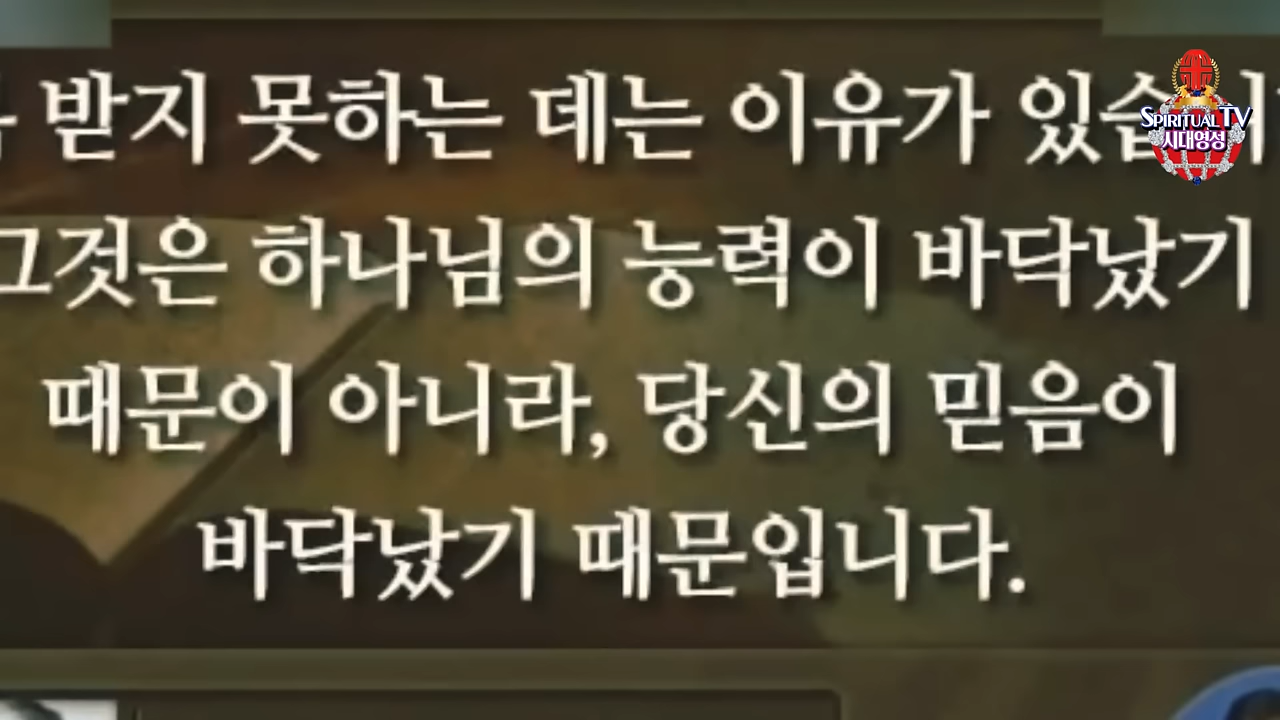 받지 못하는 데는 이유가
SPIRITUAL TV
시대영성
그것은 하나님의 능력이 바닥났기
때문이 아니라, 당신의 믿음이
바닥났기 때문입니다.